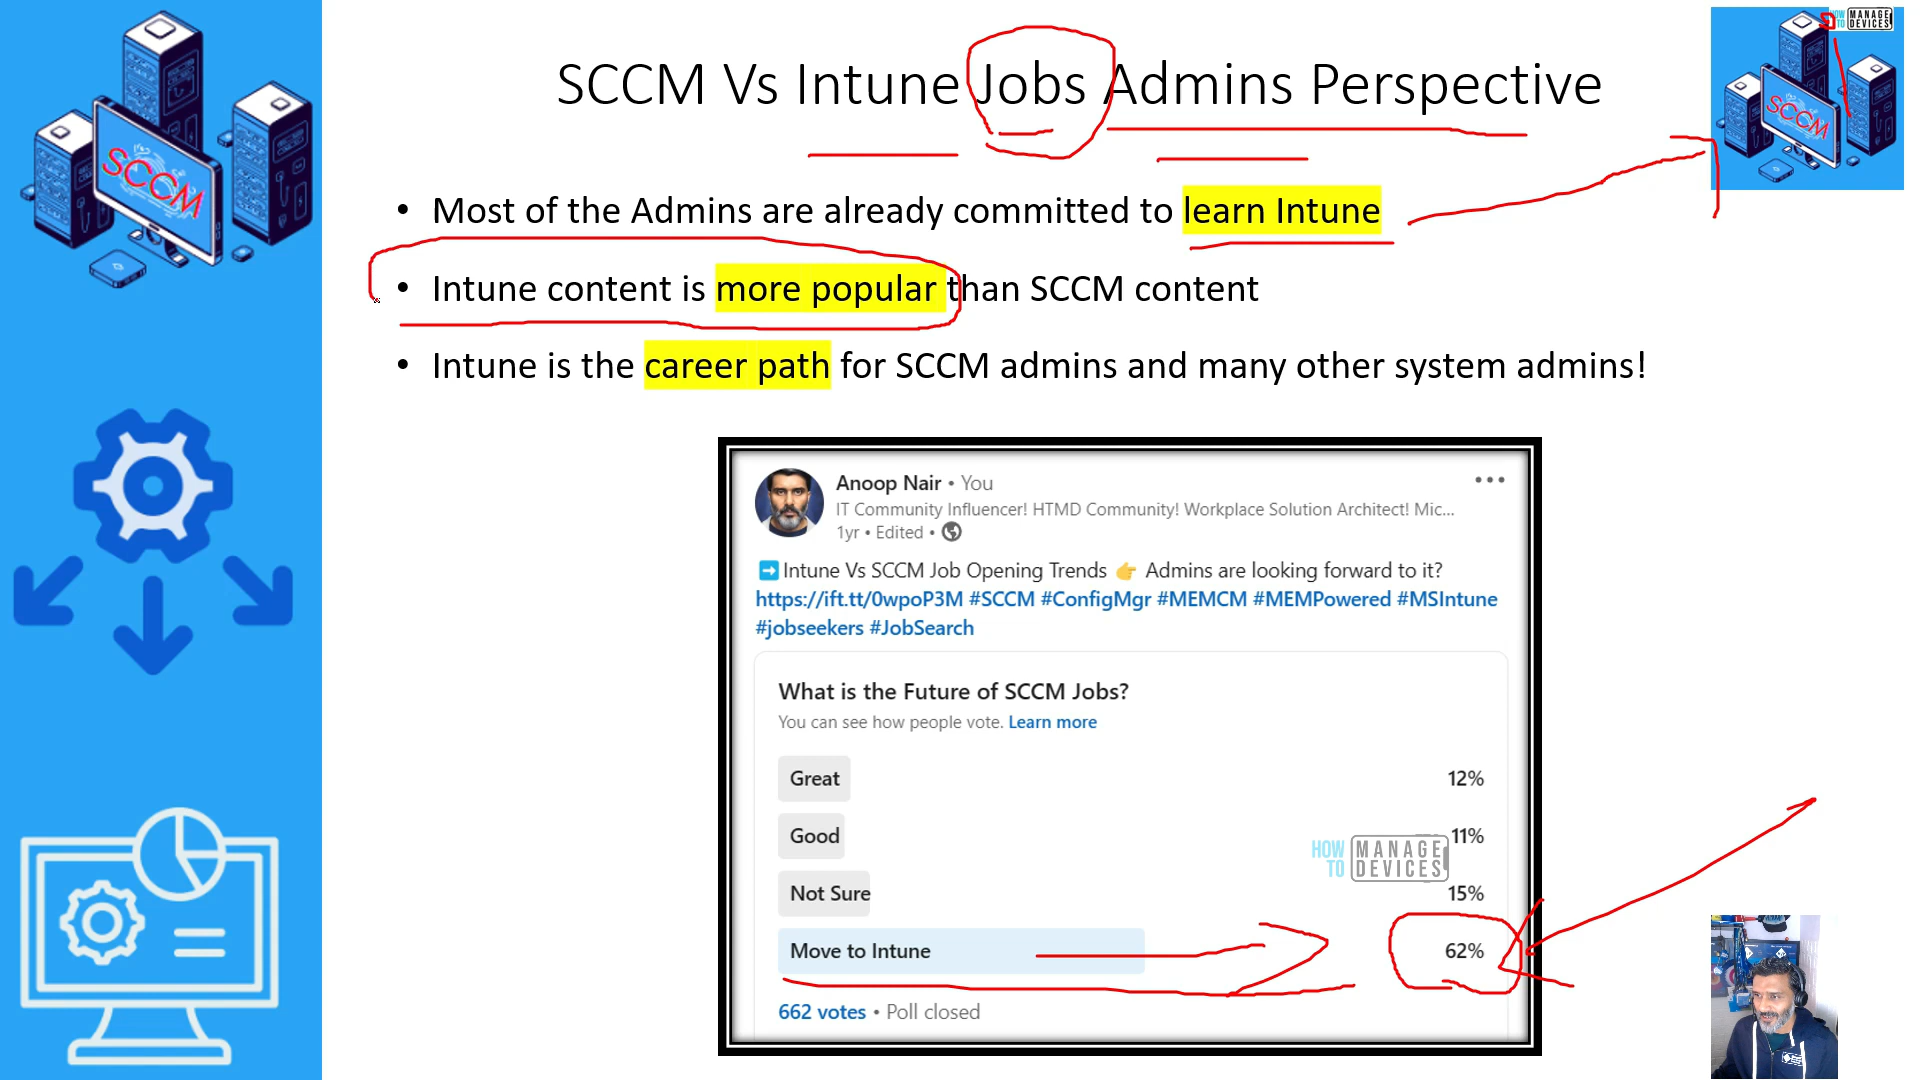 SCCM Vs Intune Jobs Admins Perspective
HOW TO MANAGE DEVICES
SCCM
SCCM
• Most of the Admins are already committed to learn Intune
• Intune content is more popular than SCCM content
• Intune is the career path for SCCM admins and many other system admins!
Anoop Nair • You
IT Community Influencer! HTMD Community! Workplace Solution Architect! Mic...
1yr • Edited •
➡Intune Vs SCCM Job Opening Trends 👉 Admins are looking forward to it?
https://ift.tt/0wpoP3M #SCCM #ConfigMgr #MEMCM #MEMPowered #MSIntune
#jobseekers #JobSearch
What is the Future of SCCM Jobs?
You can see how people vote. Learn more
Great 12%
Good 11%
HOW TO MANAGE DEVICES
Not Sure 15%
Move to Intune 62%
662 votes • Poll closed